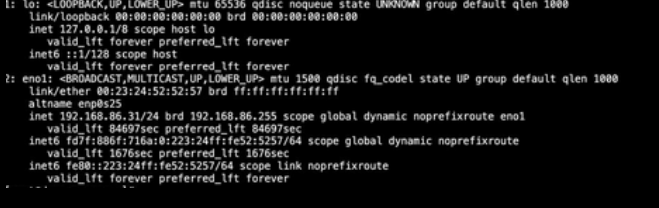 1: lo: <LOOPBACK,UP,LOWER_UP> mtu 65536 qdisc noqueue state UNKNOWN group default qlen 1000
link/loopback 00:00:00:00:00:00 brd 00:00:00:00:00:00
inet 127.0.0.1/8 scope host lo
valid_lft forever preferred_lft forever
inet6 ::1/128 scope host
valid_lft forever preferred_lft forever
2: eno1: <BROADCAST,MULTICAST,UP,LOWER_UP> mtu 1500 qdisc fq_codel state UP group default qlen 1000
link/ether 00:23:24:52:52:57 brd ff:ff:ff:ff:ff:ff
altname enp0s25
inet 192.168.86.31/24 brd 192.168.86.255 scope global dynamic noprefixroute eno1
valid_lft 84697sec preferred_lft 84697sec
inet6 fd7f:886f:716a:0:223:24ff:fe52:5257/64 scope global dynamic noprefixroute
valid_lft 1676sec preferred_lft 1676sec
inet6 fe80::223:24ff:fe52:5257/64 scope link noprefixroute
valid_lft forever preferred_lft forever